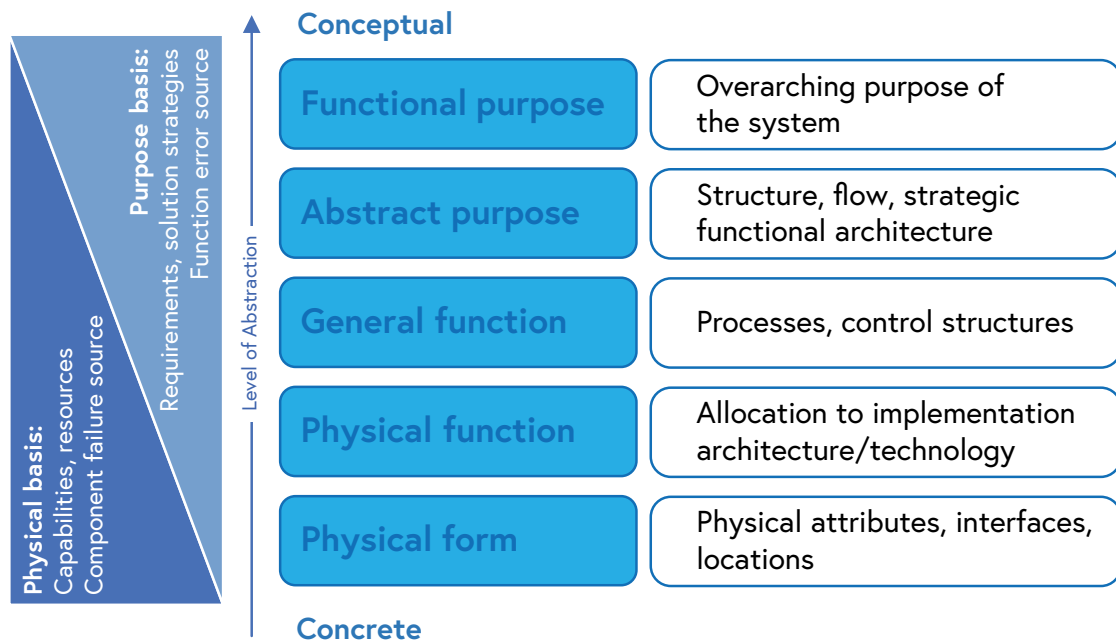 Conceptual
Purpose basis:
Requirements, solution strategies
Function error source
Physical basis:
Capabilities, resources
Component failure source
Level of Abstraction
Functional purpose
Overarching purpose of
the system
Abstract purpose
Structure, flow, strategic
functional architecture
General function
Processes, control structures
Physical function
Allocation to implementation
architecture/technology
Physical form
Physical attributes, interfaces,
locations
Concrete